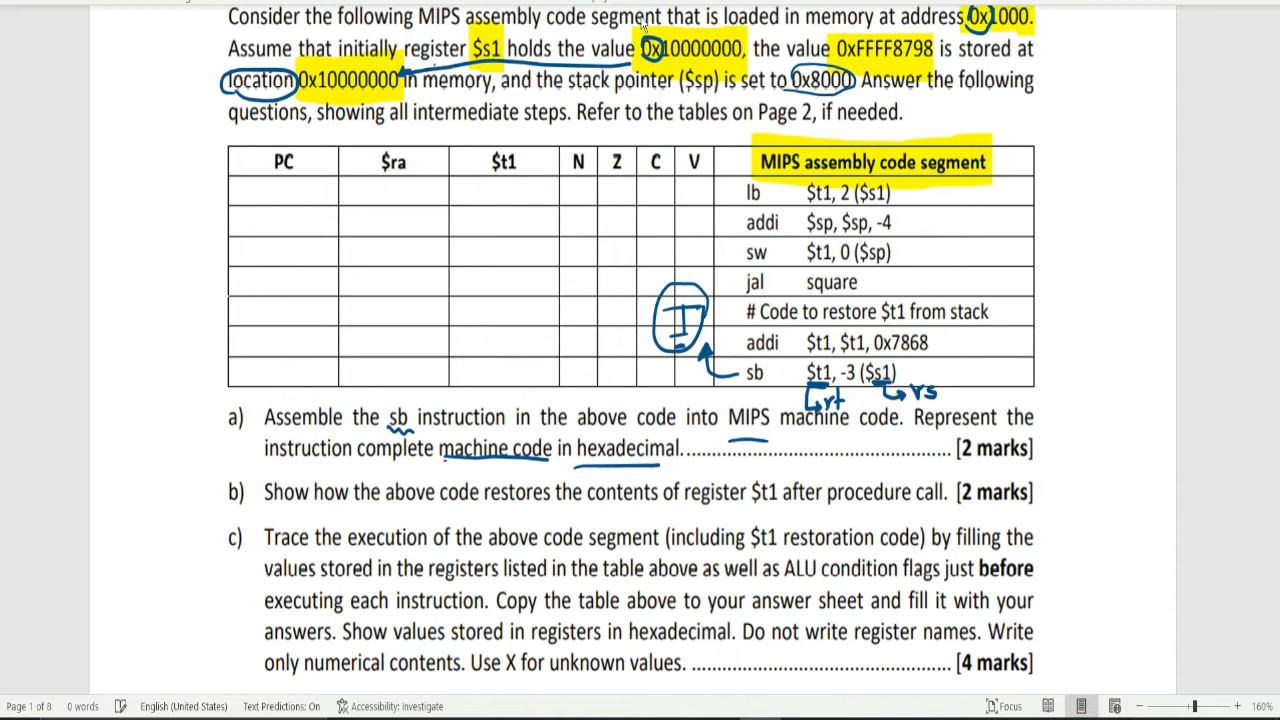 Consider the following MIPS assembly code segment that is loaded in memory at address 0x1000.
Assume that initially register $s1 holds the value 0x10000000, the value 0xFFFF8798 is stored at
location 0x10000000 in memory, and the stack pointer ($sp) is set to 0x8000. Answer the following
questions, showing all intermediate steps. Refer to the tables on Page 2, if needed.
PC $ra $t1 N Z C V MIPS assembly code segment
lb $t1, 2 ($s1)
addi $sp, $sp, -4
sw $t1, 0 ($sp)
jal square
# Code to restore $t1 from stack
I
addi $t1, $t1, 0x7868
sb $t1, -3 ($s1)
rt rs
a) Assemble the sb instruction in the above code into MIPS machine code. Represent the
instruction complete machine code in hexadecimal. ................................................. [2 marks]
b) Show how the above code restores the contents of register $t1 after procedure call. [2 marks]
c) Trace the execution of the above code segment (including $t1 restoration code) by filling the
values stored in the registers listed in the table above as well as ALU condition flags just before
executing each instruction. Copy the table above to your answer sheet and fill it with your
answers. Show values stored in registers in hexadecimal. Do not write register names. Write
only numerical contents. Use X for unknown values. ............................................... [4 marks]
Page 1 of 8 0 words English (United States) Text Predictions: On Accessibility: Investigate Focus 160%